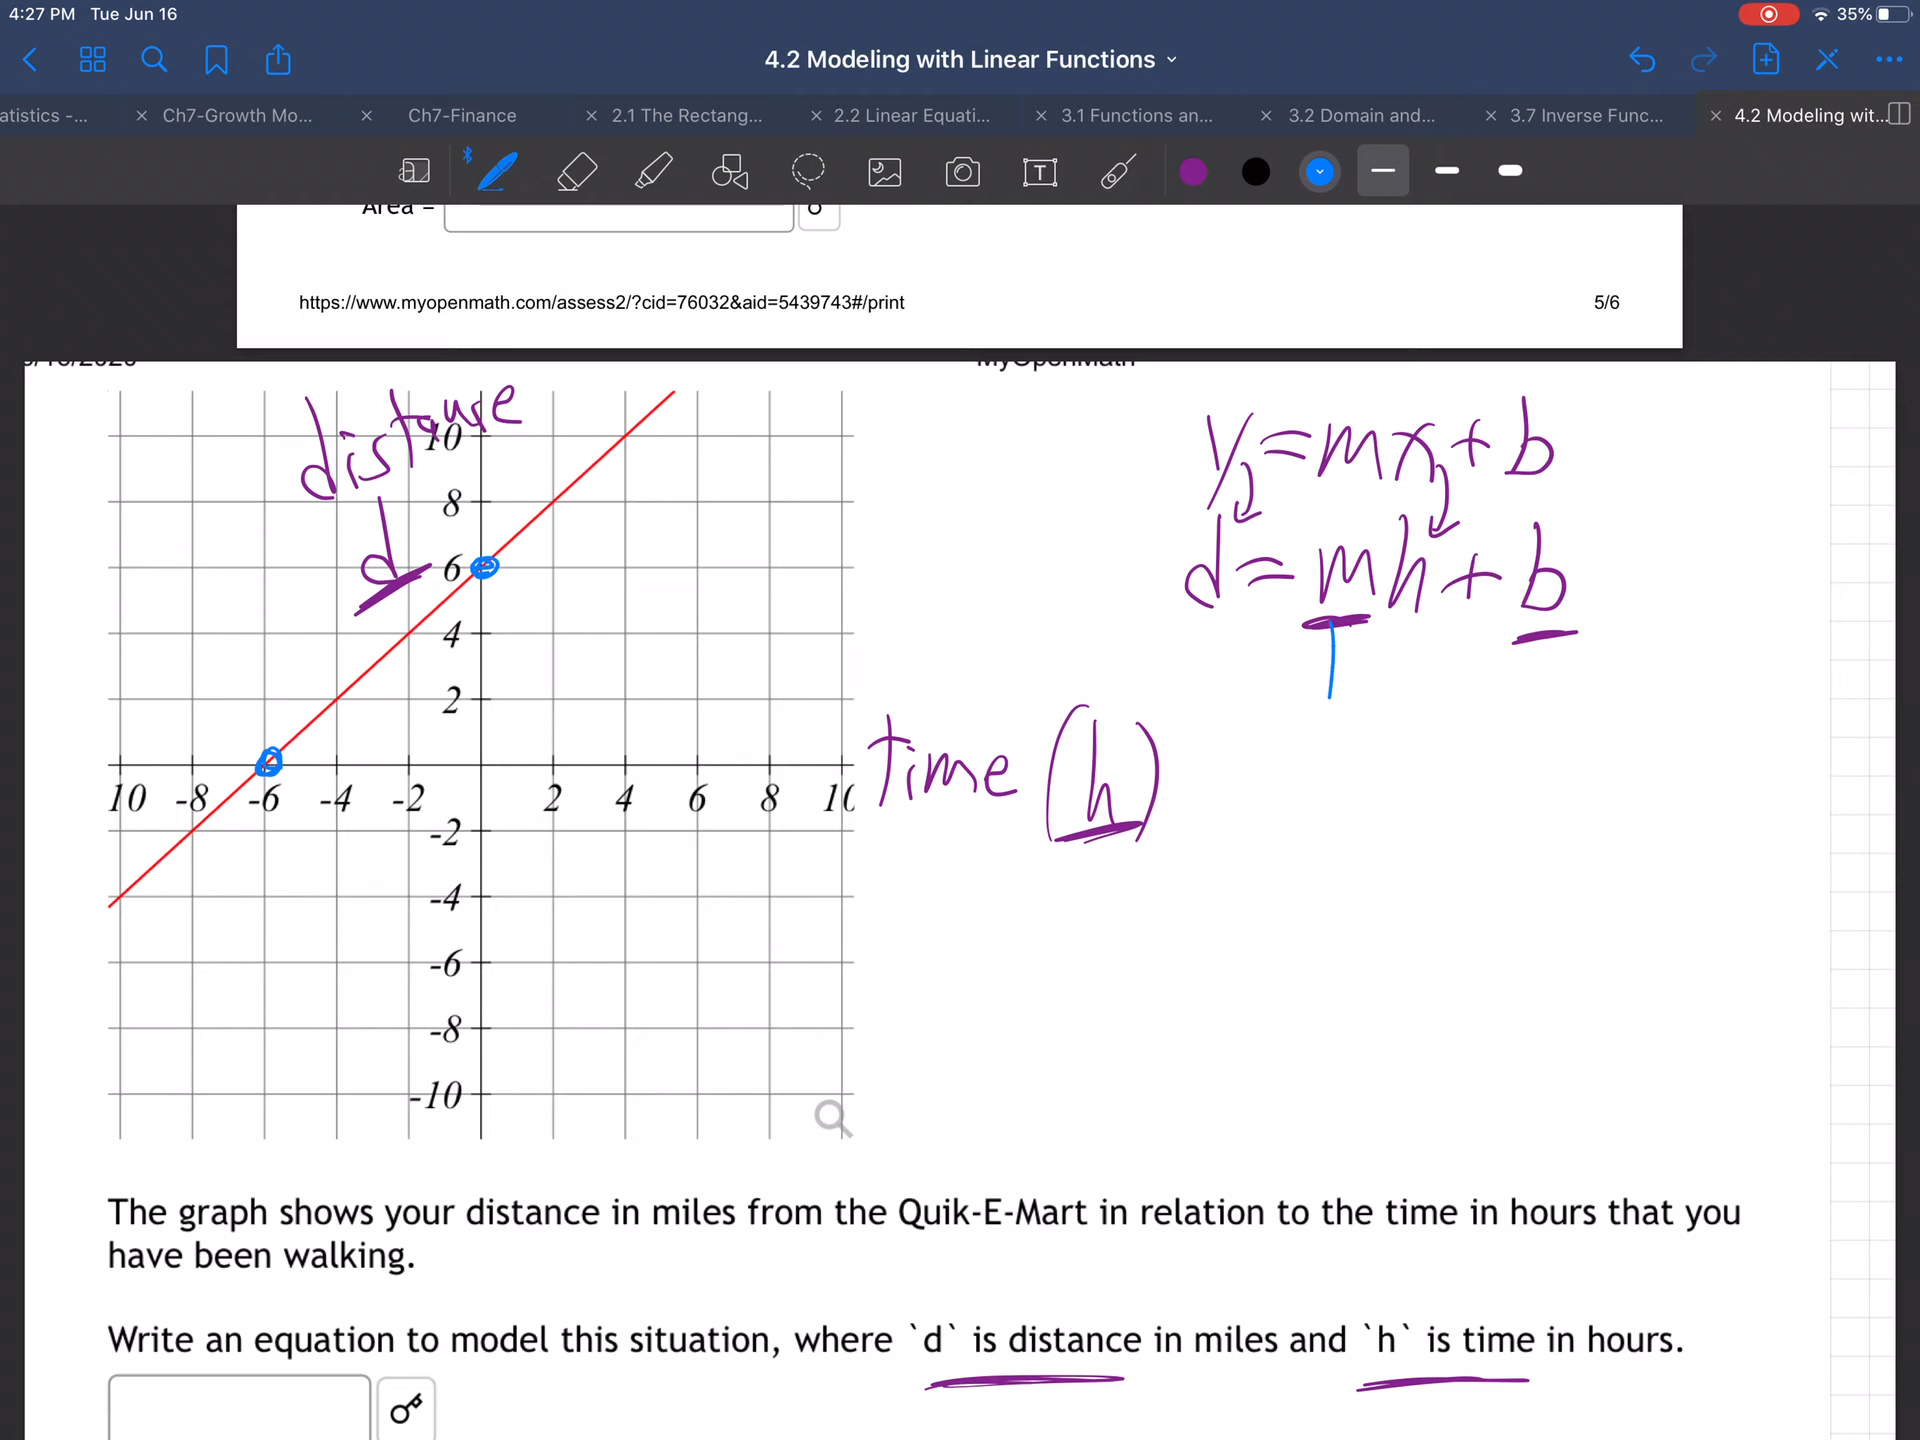 4:27 PM Tue Jun 16
35%
4.2 Modeling with Linear Functions
atistics -...
Ch7-Growth Mo...
Ch7-Finance
2.1 The Rectang...
2.2 Linear Equati...
3.1 Functions an...
3.2 Domain and...
3.7 Inverse Func...
4.2 Modeling wit...
T
Area =
https://www.myopenmath.com/assess2/?cid=76032&aid=5439743#/print
5/6
MyOpenMath
distance
d
10
8
6
4
2
10 -8 -6 -4 -2 2 4 6 8 10
-2
-4
-6
-8
-10
y=mx+b
d=mh+b
time (h)
The graph shows your distance in miles from the Quik-E-Mart in relation to the time in hours that you
have been walking.
Write an equation to model this situation, where `d` is distance in miles and `h` is time in hours.